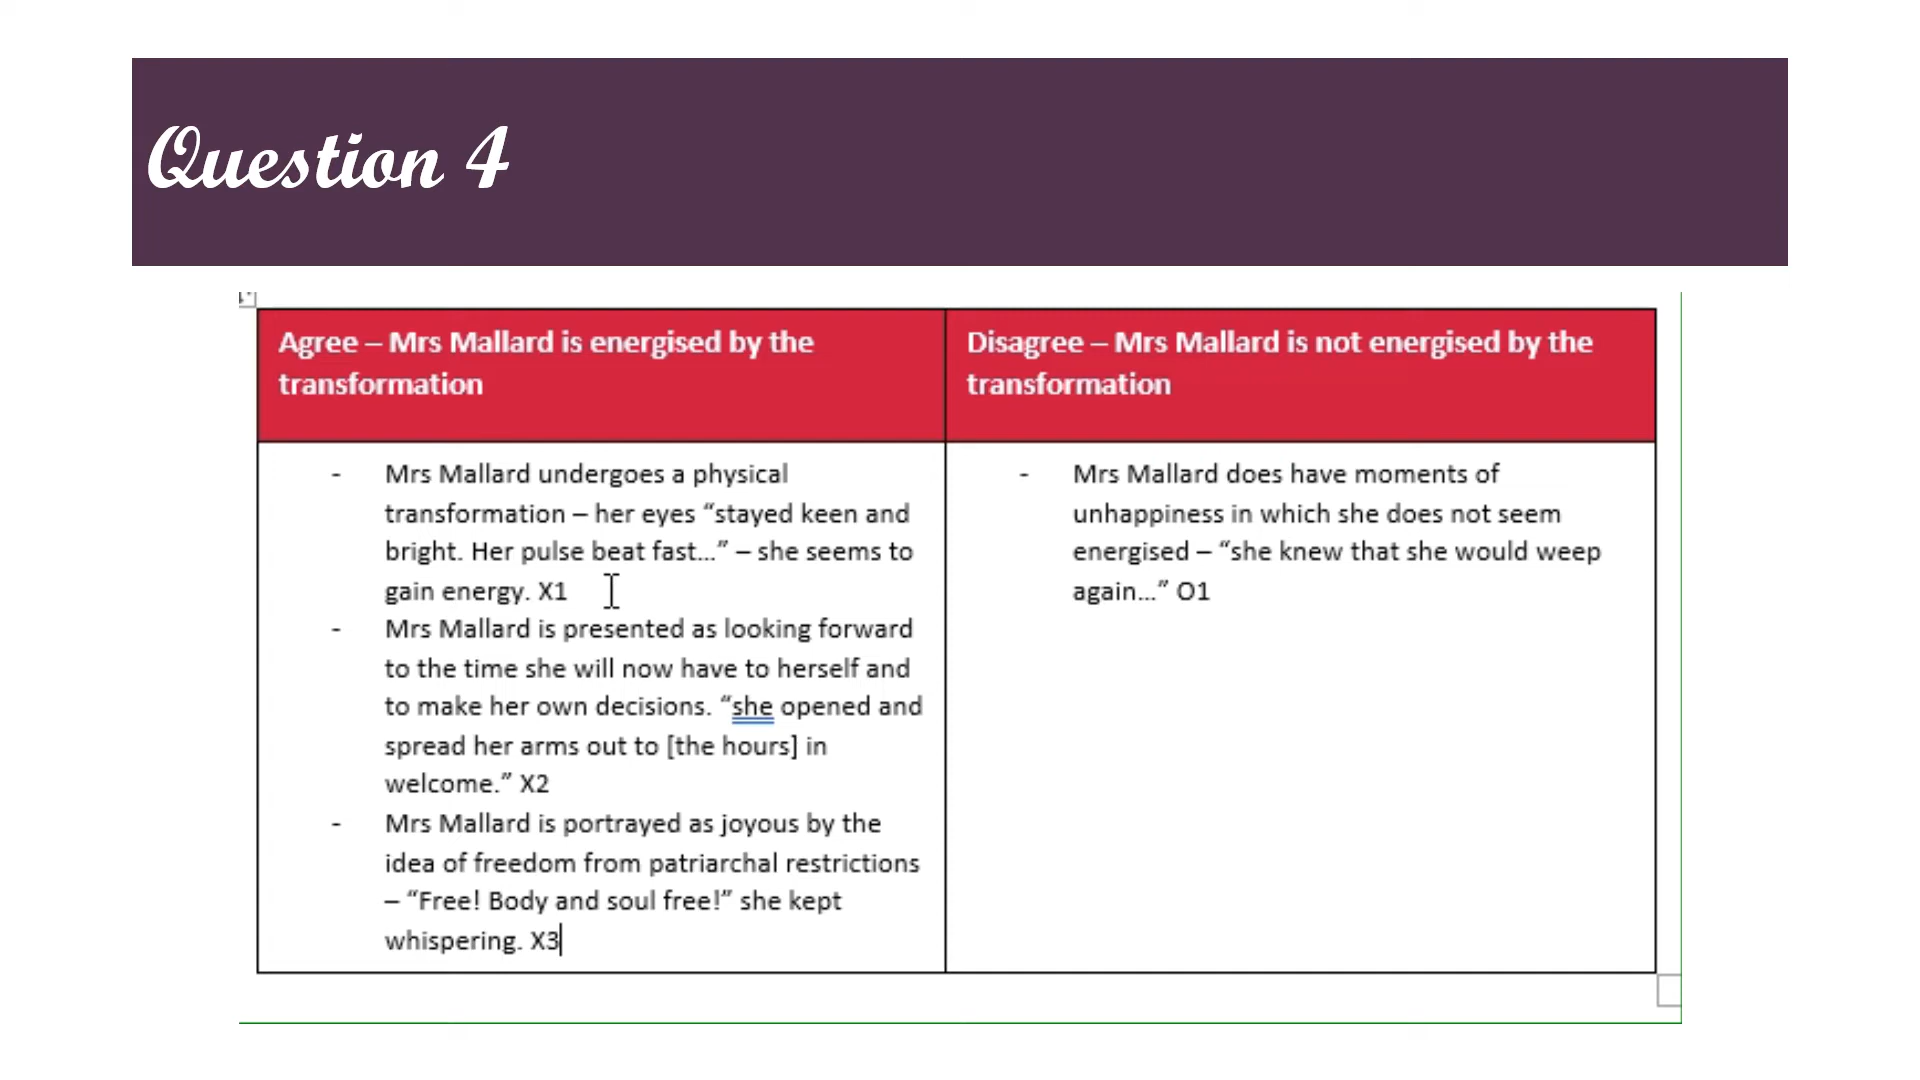 Question 4
Agree – Mrs Mallard is energised by the
transformation
Disagree – Mrs Mallard is not energised by the
transformation
- Mrs Mallard undergoes a physical
transformation – her eyes “stayed keen and
bright. Her pulse beat fast…” – she seems to
gain energy. X1
- Mrs Mallard is presented as looking forward
to the time she will now have to herself and
to make her own decisions. “she opened and
spread her arms out to [the hours] in
welcome.” X2
- Mrs Mallard is portrayed as joyous by the
idea of freedom from patriarchal restrictions
– “Free! Body and soul free!” she kept
whispering. X3
- Mrs Mallard does have moments of
unhappiness in which she does not seem
energised – “she knew that she would weep
again…” O1